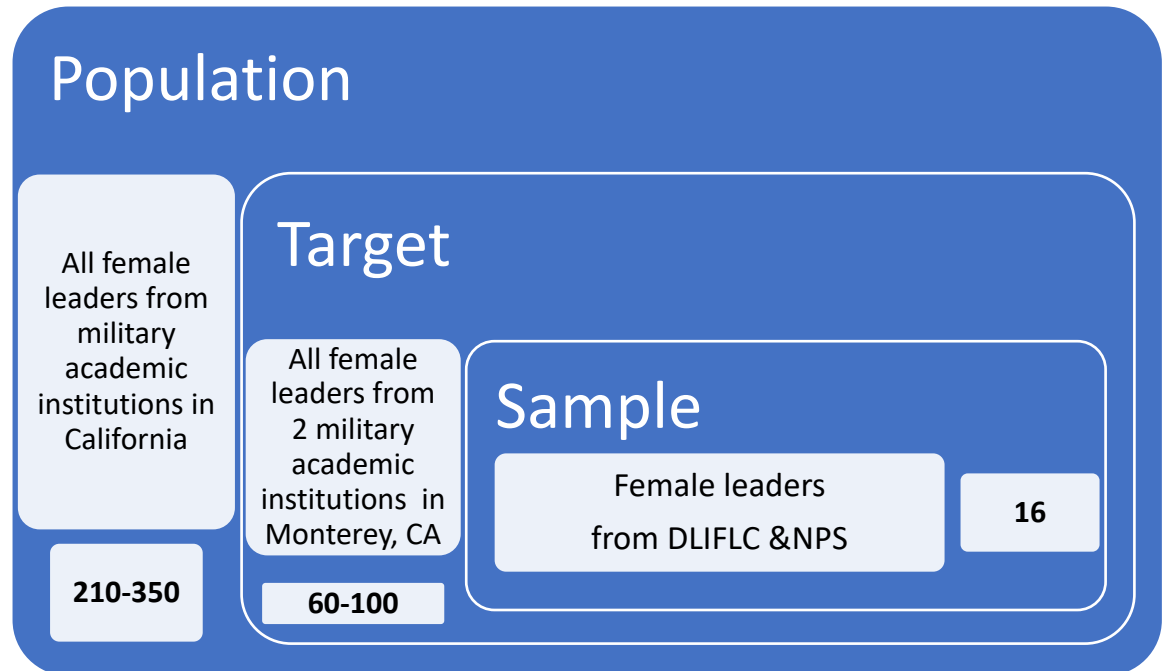 Population
All female
leaders from
military
academic
institutions in
California
210-350
Target
All female
leaders from
2 military
academic
institutions in
Monterey, CA
60-100
Sample
Female leaders
from DLIFLC &NPS
16